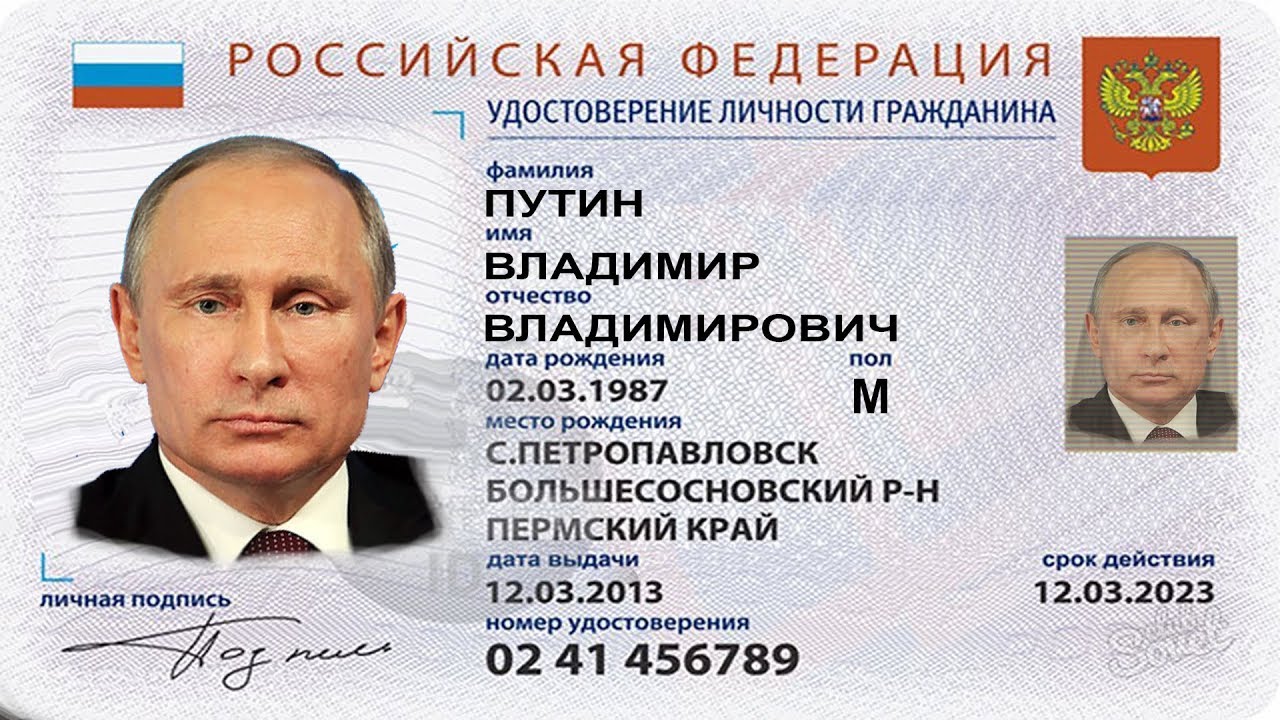 РОССИЙСКАЯ ФЕДЕРАЦИЯ
УДОСТОВЕРЕНИЕ ЛИЧНОСТИ ГРАЖДАНИНА
фамилия
ПУТИН
имя
ВЛАДИМИР
отчество
ВЛАДИМИРОВИЧ
дата рождения пол
02.03.1987 М
место рождения
С.ПЕТРОПАВЛОВСК
БОЛЬШЕСОСНОВСКИЙ Р-Н
ПЕРМСКИЙ КРАЙ
дата выдачи срок действия
12.03.2013 12.03.2023
личная подпись
номер удостоверения
Подпись
02 41 456789